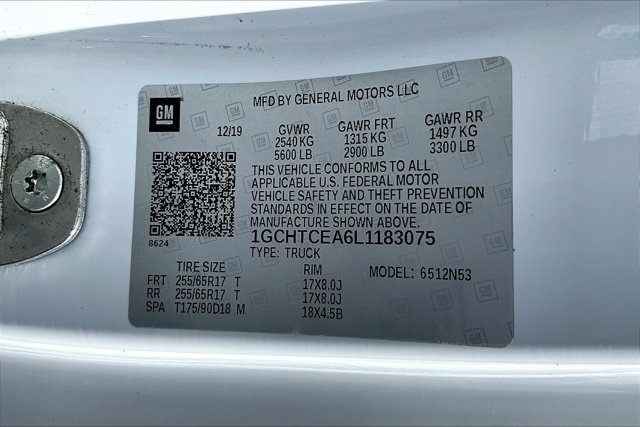 GM
MFD BY GENERAL MOTORS LLC
12/19 GVWR GAWR FRT GAWR RR
2540 KG 1315 KG 1497 KG
5600 LB 2900 LB 3300 LB
THIS VEHICLE CONFORMS TO ALL
APPLICABLE U.S. FEDERAL MOTOR
VEHICLE SAFETY AND THEFT PREVENTION
STANDARDS IN EFFECT ON THE DATE OF
MANUFACTURE SHOWN ABOVE.
8624
1GCHTCEA6L1183075
TYPE: TRUCK
TIRE SIZE RIM MODEL: 6512N53
FRT 255/65R17 T 17X8.0J
RR 255/65R17 T 17X8.0J
SPA T175/90D18 M 18X4.5B